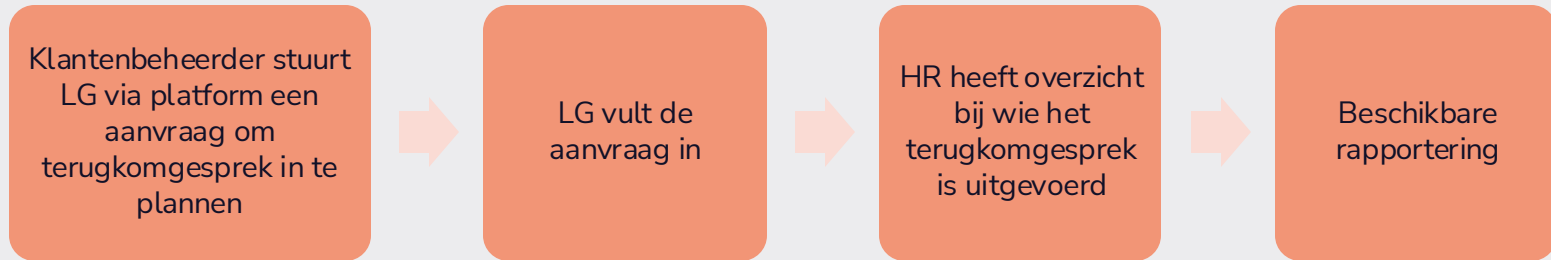 Klantenbeheerder stuurt
LG via platform een
aanvraag om
terugkomgesprek in te
plannen
LG vult de
aanvraag in
HR heeft overzicht
bij wie het
terugkomgesprek
is uitgevoerd
Beschikbare
rapportering